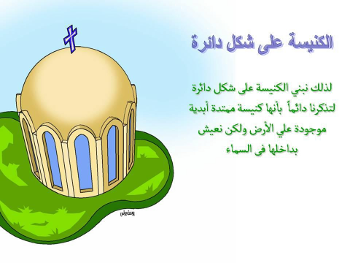 الكنيسة على شكل دائرة
لذلك نبني الكنيسة على شكل دائرة
لتذكرنا دائماً بأنها كنيسة ممتدة أبدية
موجودة علي الأرض ولكن نعيش
بداخلها فى السماء